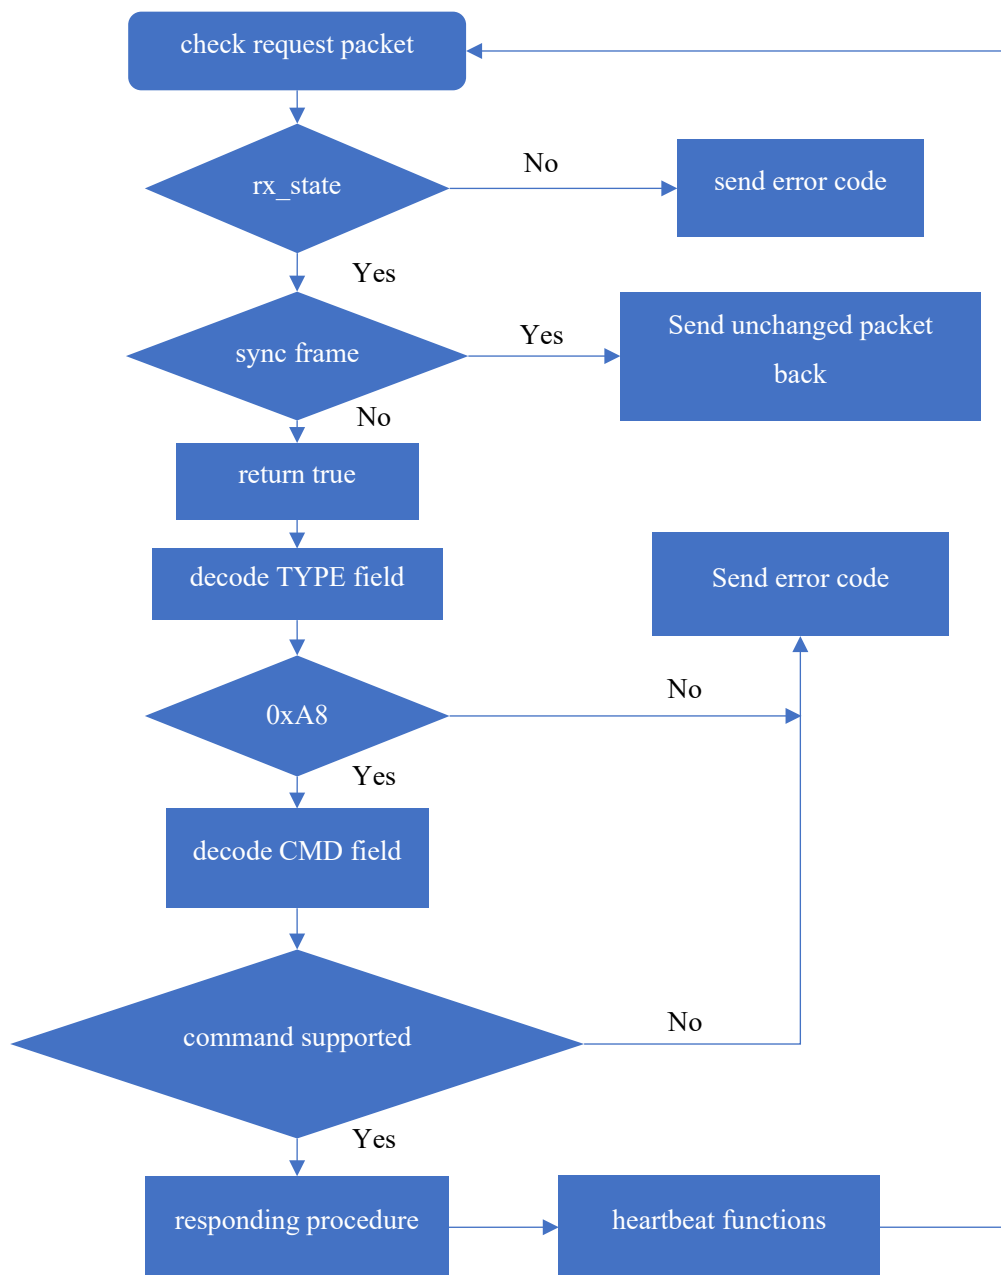 check request packet
rx_state
No
send error code
Yes
sync frame
Yes
Send unchanged packet
back
No
return true
decode TYPE field
Send error code
0xA8
No
Yes
decode CMD field
command supported
No
Yes
responding procedure
heartbeat functions